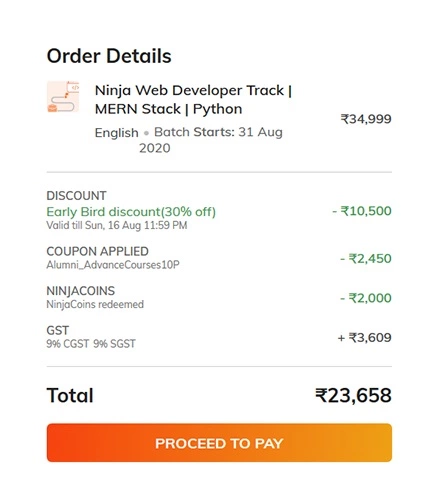 Order Details
Ninja Web Developer Track |
MERN Stack | Python
₹34,999
English • Batch Starts: 31 Aug
2020
DISCOUNT
Early Bird discount(30% off)
- ₹10,500
Valid till Sun, 16 Aug 11:59 PM
COUPON APPLIED
Alumni_AdvanceCourses10P
- ₹2,450
NINJACOINS
NinjaCoins redeemed
- ₹2,000
GST
9% CGST 9% SGST
+ ₹3,609
Total
₹23,658
PROCEED TO PAY